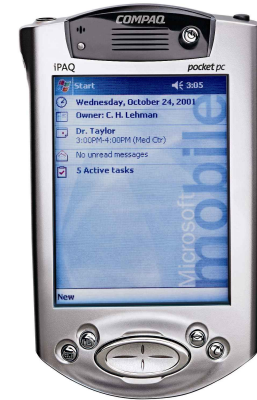 COMPAQ
iPAQ pocket pc
Start 3:05
Wednesday, October 24, 2001
Owner: C. H. Lehman
Dr. Taylor
3:00PM-4:00PM (Med Ctr)
No unread messages
5 Active tasks
Microsoft
mobile
New